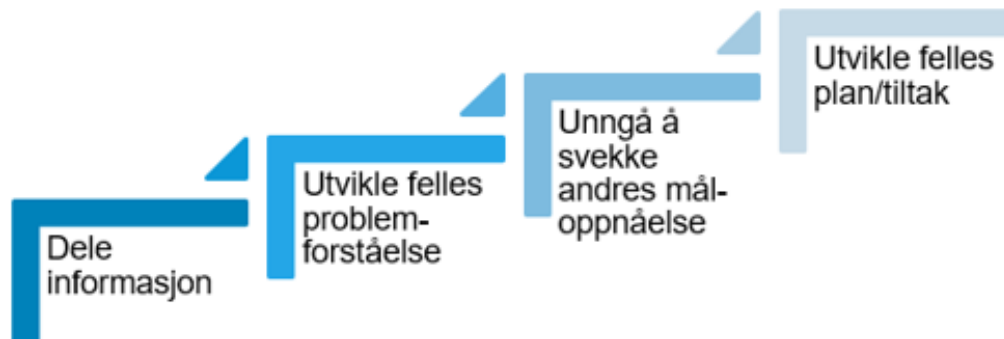 Dele
informasjon
Utvikle felles
problem-
forståelse
Unngå å
svekke
andres mål-
oppnåelse
Utvikle felles
plan/tiltak